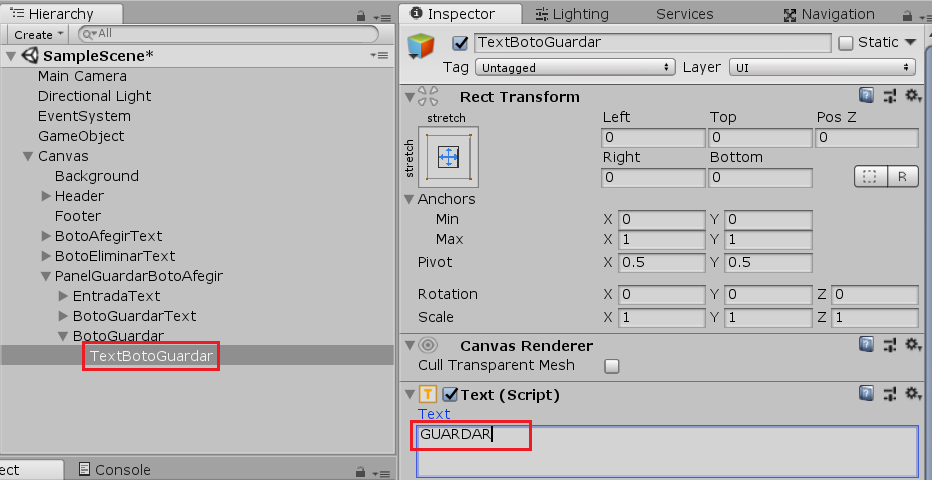 Hierarchy
Create
All
SampleScene*
Main Camera
Directional Light
EventSystem
GameObject
Canvas
Background
Header
Footer
BotoAfegirText
BotoEliminarText
PanelGuardarBotoAfegir
EntradaText
BotoGuardarText
BotoGuardar
TextBotoGuardar
ect
Console
Inspector
Lighting
Services
Navigation
TextBotoGuardar
Static
Tag Untagged Layer UI
Rect Transform
stretch
stretch
Left Top Pos Z
0 0 0
Right Bottom
0 0
R
Anchors
Min X 0 Y 0
Max X 1 Y 1
Pivot X 0.5 Y 0.5
Rotation X 0 Y 0 Z 0
Scale X 1 Y 1 Z 1
Canvas Renderer
Cull Transparent Mesh
T Text (Script)
Text
GUARDAR